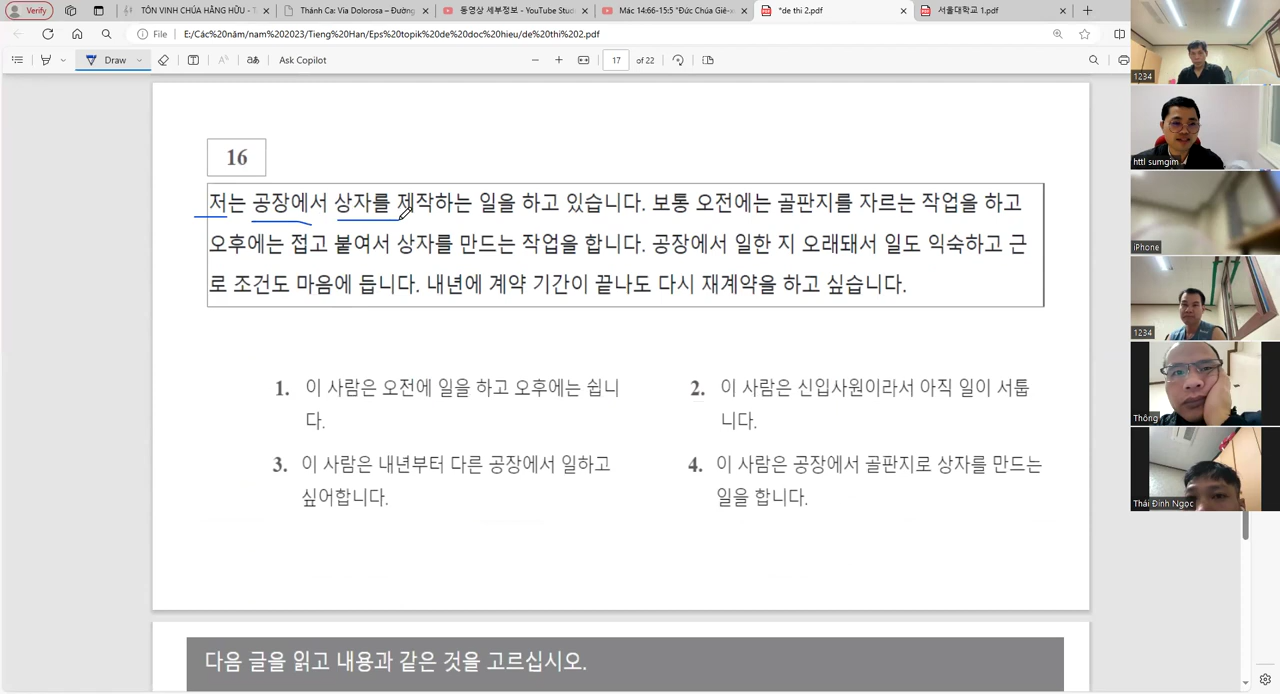 Verify
TÔN VINH CHÚA HẰNG HỮU - T
Thánh Ca: Via Dolorosa – Đường
동영상 세부정보 - YouTube Stud
Mác 14:66-15:5 "Đức Chúa Giê-x
*de thi 2.pdf
서울대학교 1.pdf
File
E:/Các%20năm/nam%202023/Tieng%20Han/Eps%20topik%20de%20doc%20hieu/de%20thi%202.pdf
Draw
Ask Copilot
17 of 22
16
저는 공장에서 상자를 제작하는 일을 하고 있습니다. 보통 오전에는 골판지를 자르는 작업을 하고
오후에는 접고 붙여서 상자를 만드는 작업을 합니다. 공장에서 일한 지 오래돼서 일도 익숙하고 근
로 조건도 마음에 듭니다. 내년에 계약 기간이 끝나도 다시 재계약을 하고 싶습니다.
1. 이 사람은 오전에 일을 하고 오후에는 쉽니
다.
2. 이 사람은 신입사원이라서 아직 일이 서툽
니다.
3. 이 사람은 내년부터 다른 공장에서 일하고
싶어합니다.
4. 이 사람은 공장에서 골판지로 상자를 만드는
일을 합니다.
다음 글을 읽고 내용과 같은 것을 고르십시오.
1234
httl sumgim
iPhone
1234
Thông
Thái Đinh Ngọc